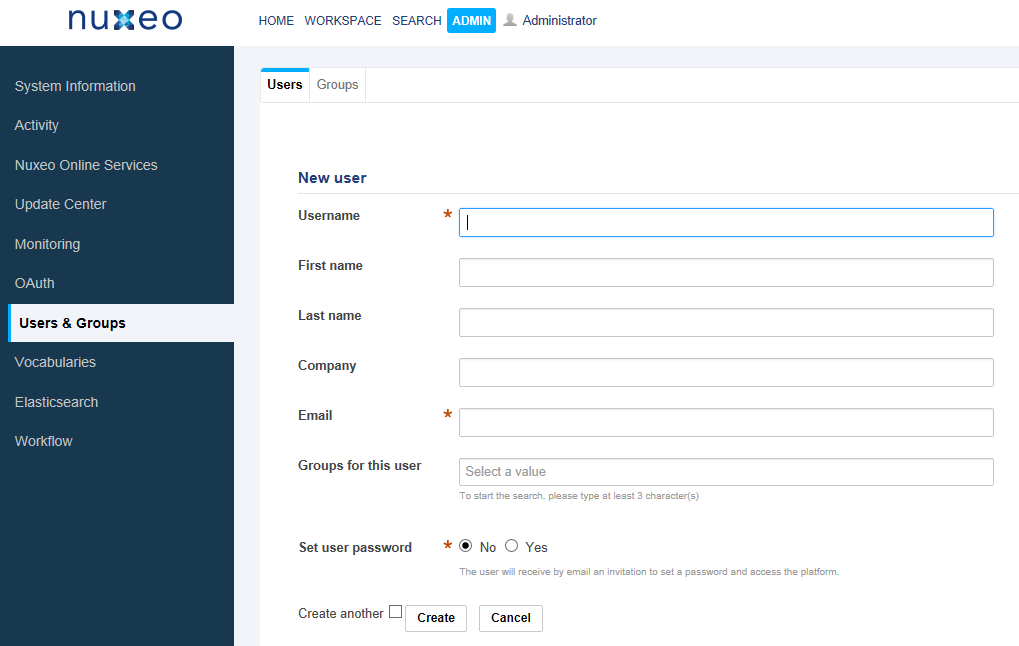 nuxeo
HOME WORKSPACE SEARCH ADMIN Administrator
System Information
Activity
Nuxeo Online Services
Update Center
Monitoring
OAuth
Users & Groups
Vocabularies
Elasticsearch
Workflow
Users Groups
New user
Username *
First name
Last name
Company
Email *
Groups for this user Select a value
To start the search, please type at least 3 character(s)
Set user password * No Yes
The user will receive by email an invitation to set a password and access the platform.
Create another Create Cancel